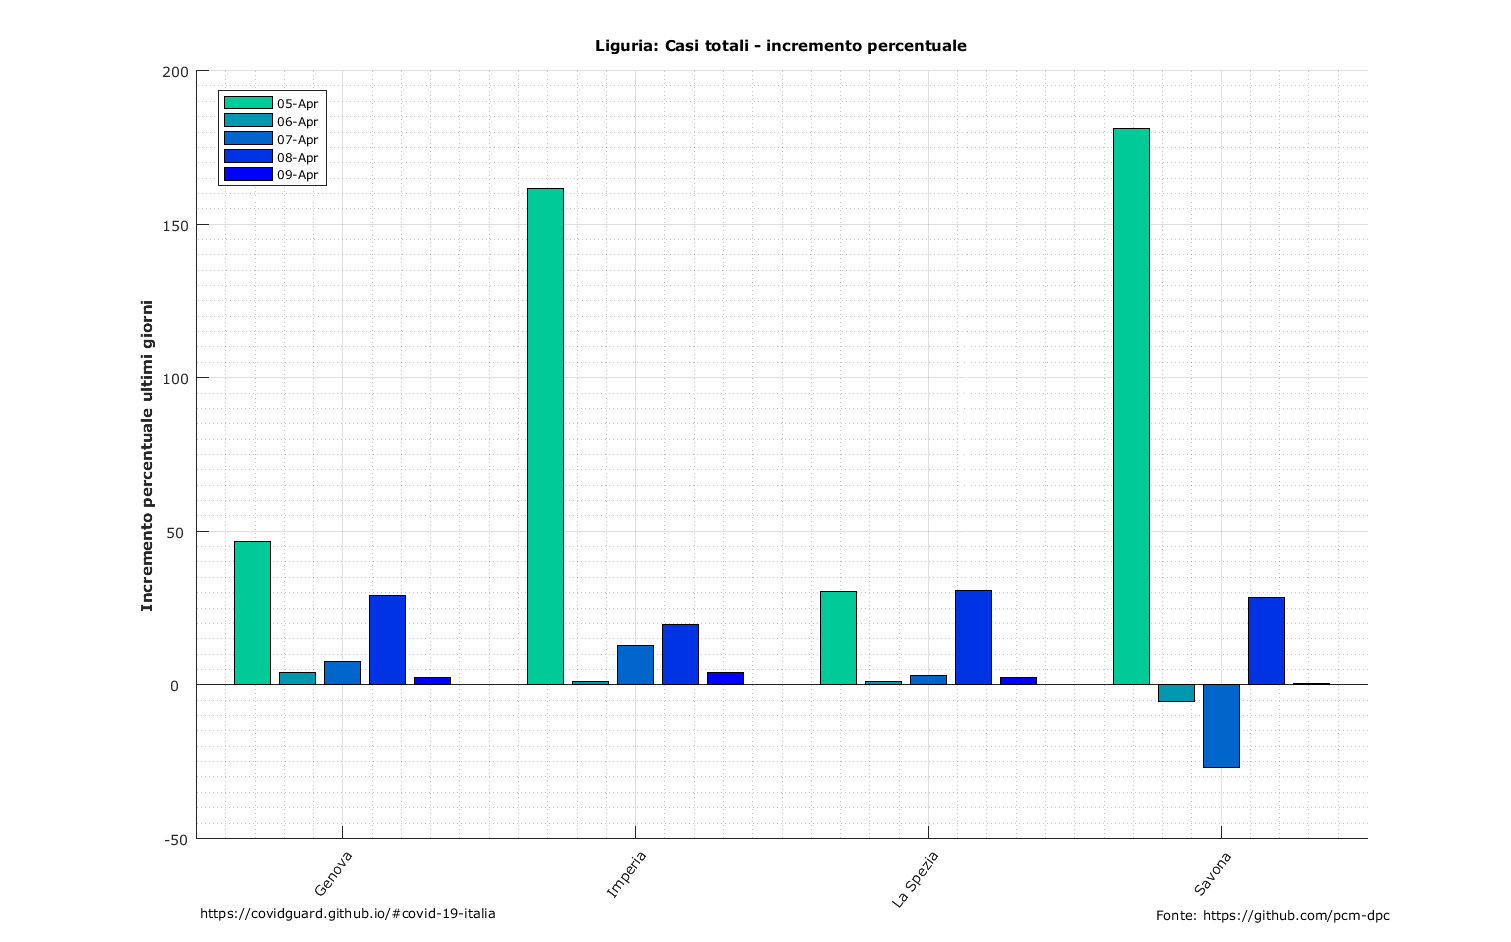 Liguria: Casi totali - incremento percentuale
200
150
100
50
0
-50
Incremento percentuale ultimi giorni
05-Apr
06-Apr
07-Apr
08-Apr
09-Apr
Genova
Imperia
La Spezia
Savona
https://covidguard.github.io/#covid-19-italia
Fonte: https://github.com/pcm-dpc